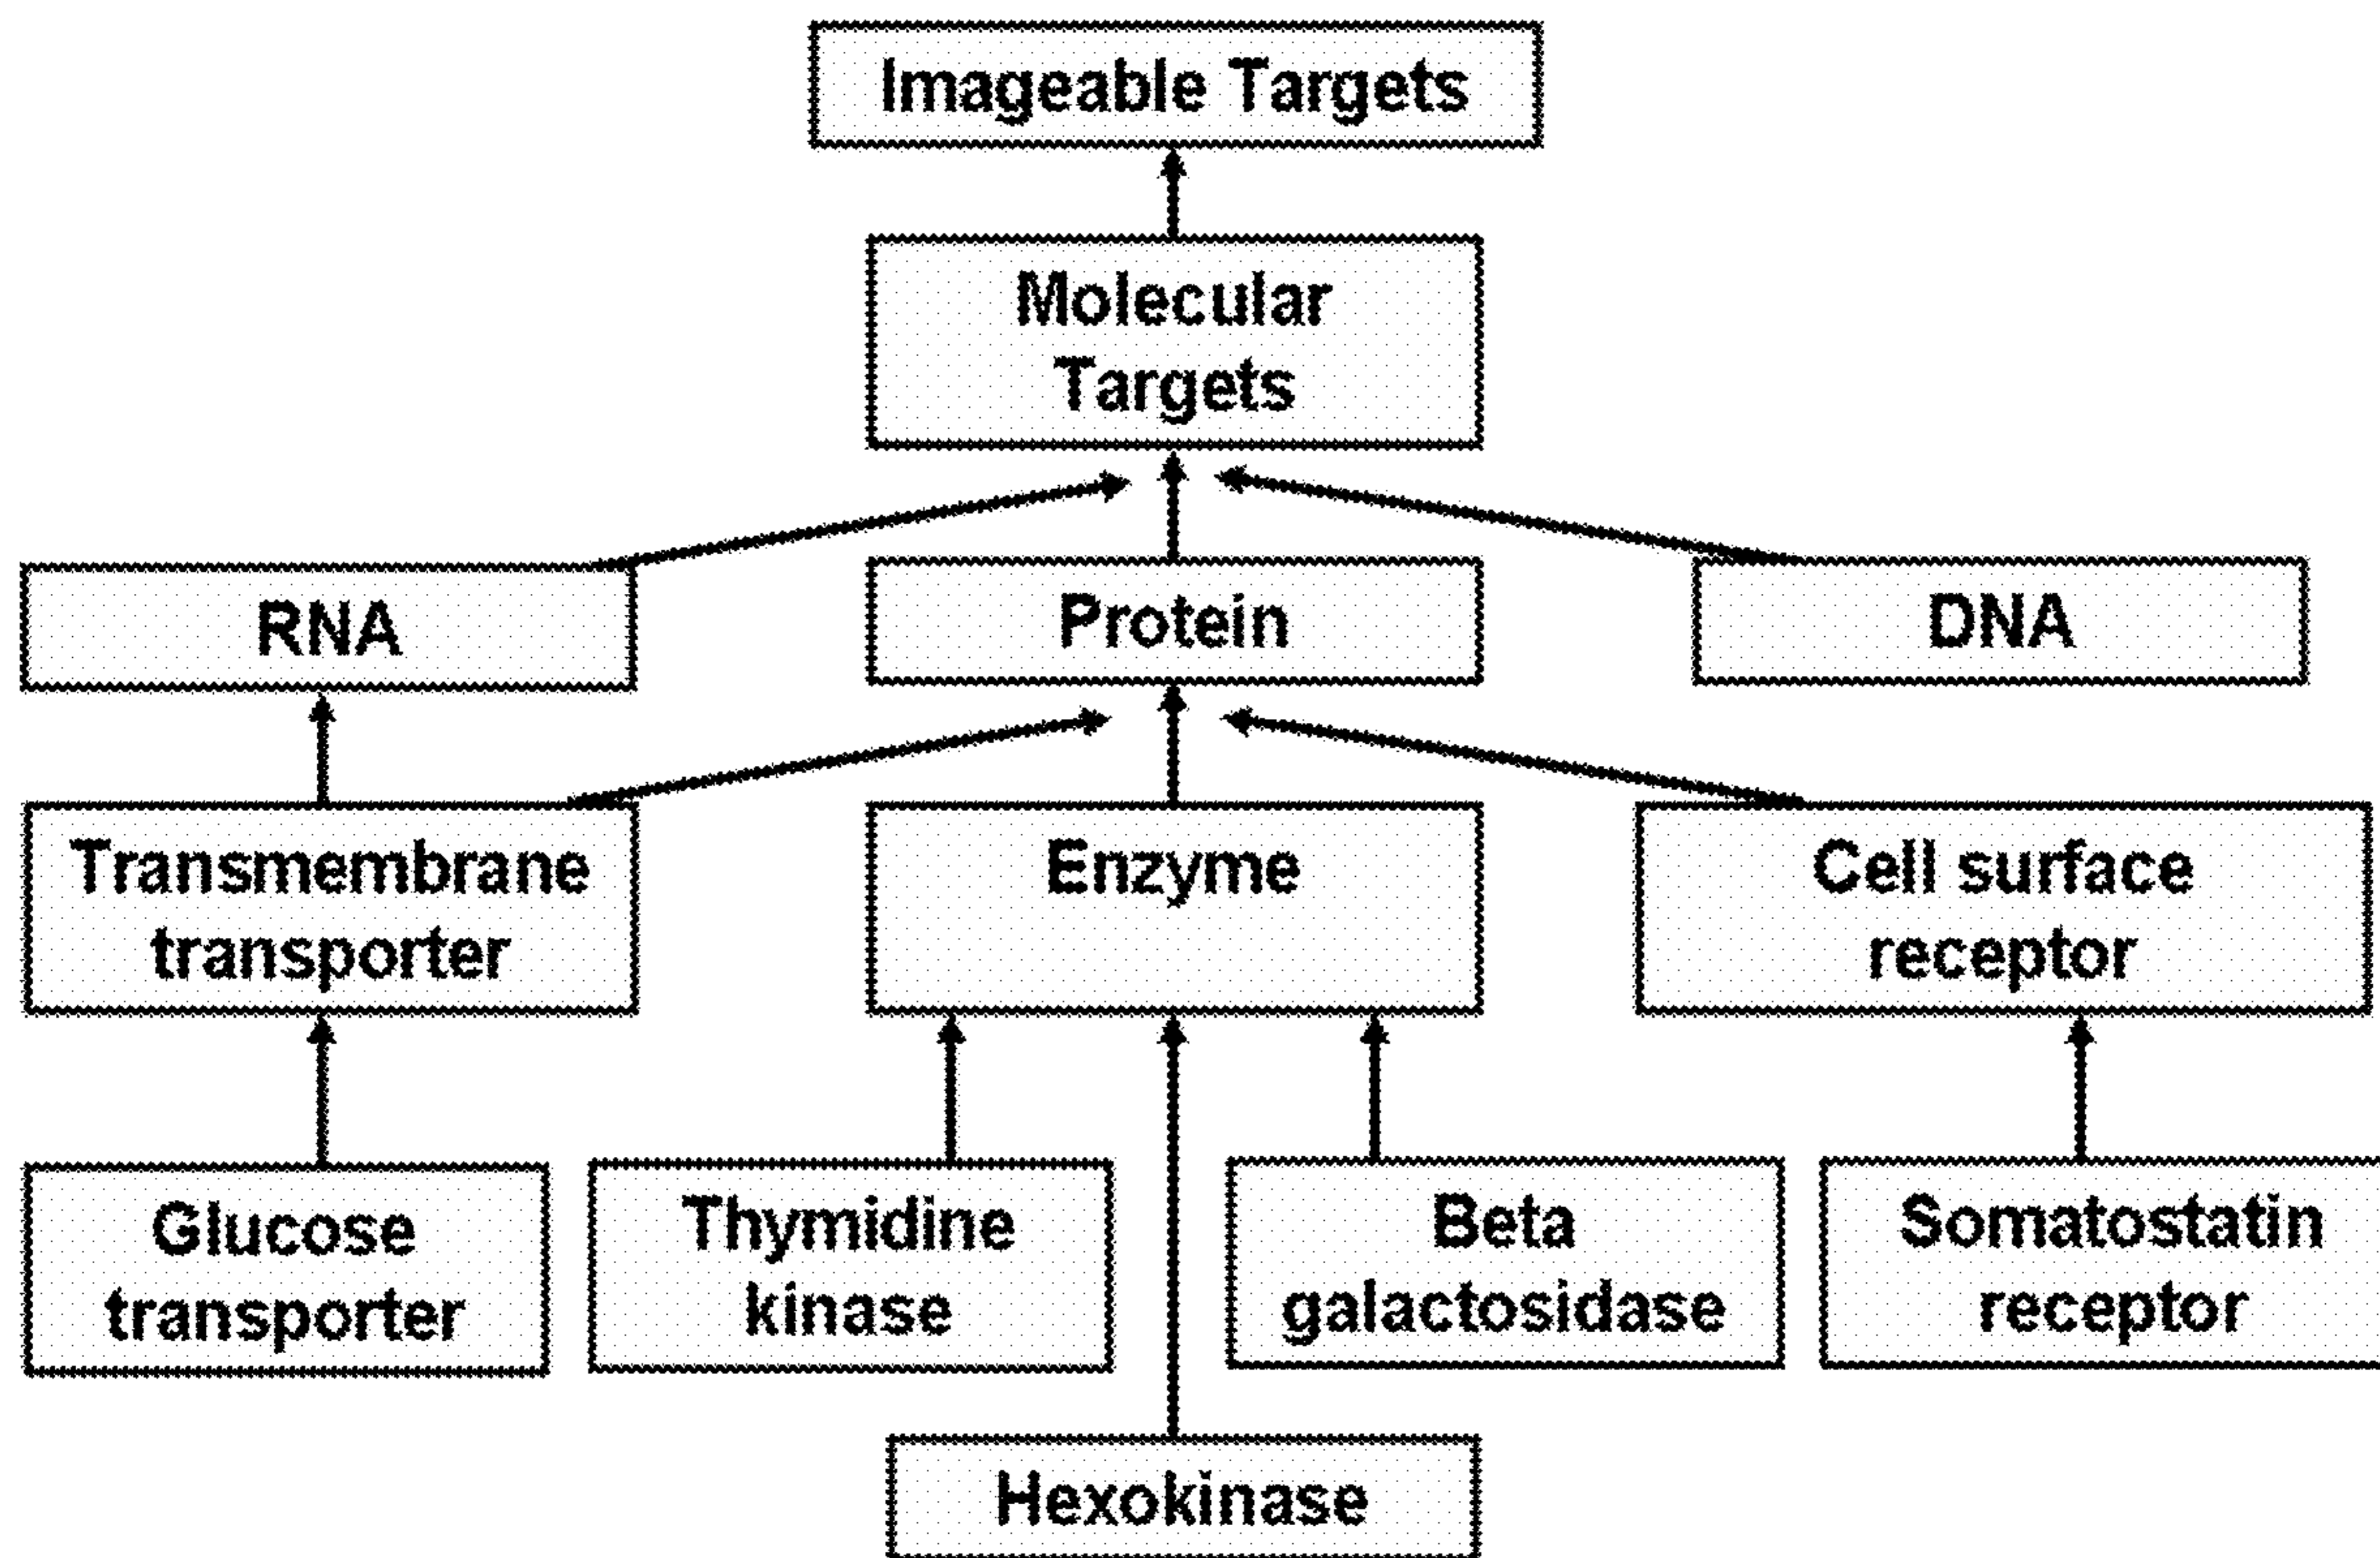 Imageable Targets
Molecular
Targets
RNA
Protein
DNA
Transmembrane
transporter
Enzyme
Cell surface
receptor
Glucose
transporter
Thymidine
kinase
Beta
galactosidase
Somatostatin
receptor
Hexokinase